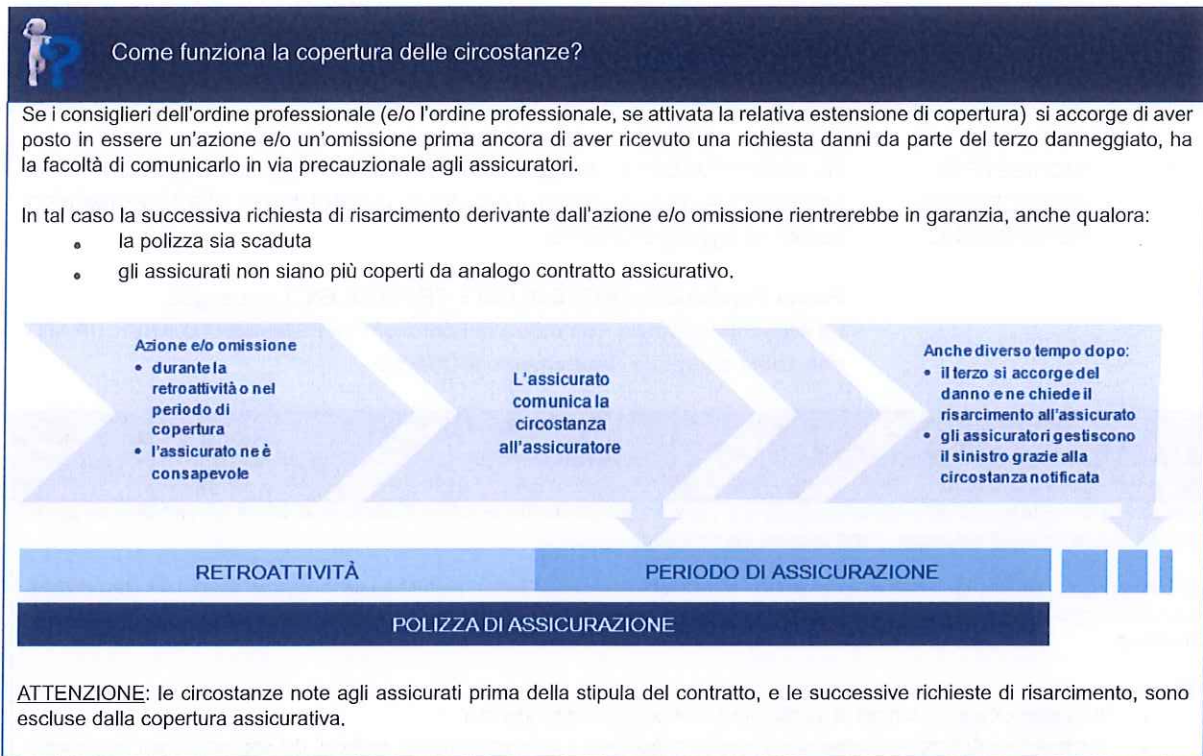 Come funziona la copertura delle circostanze?
Se i consiglieri dell'ordine professionale (e/o l'ordine professionale, se attivata la relativa estensione di copertura) si accorge di aver
posto in essere un'azione e/o un'omissione prima ancora di aver ricevuto una richiesta danni da parte del terzo danneggiato, ha
la facoltà di comunicarlo in via precauzionale agli assicuratori.
In tal caso la successiva richiesta di risarcimento derivante dall'azione e/o omissione rientrerebbe in garanzia, anche qualora:
• la polizza sia scaduta
• gli assicurati non siano più coperti da analogo contratto assicurativo.
Azione e/o omissione
• durante la
retroattività o nel
periodo di
copertura
• l'assicurato ne è
consapevole
L'assicurato
comunica la
circostanza
all'assicuratore
Anche diverso tempo dopo:
• il terzo si accorge del
danno e ne chiede il
risarcimento all'assicurato
• gli assicuratori gestiscono
il sinistro grazie alla
circostanza notificata
RETROATTIVITÀ
PERIODO DI ASSICURAZIONE
POLIZZA DI ASSICURAZIONE
ATTENZIONE: le circostanze note agli assicurati prima della stipula del contratto, e le successive richieste di risarcimento, sono
escluse dalla copertura assicurativa.